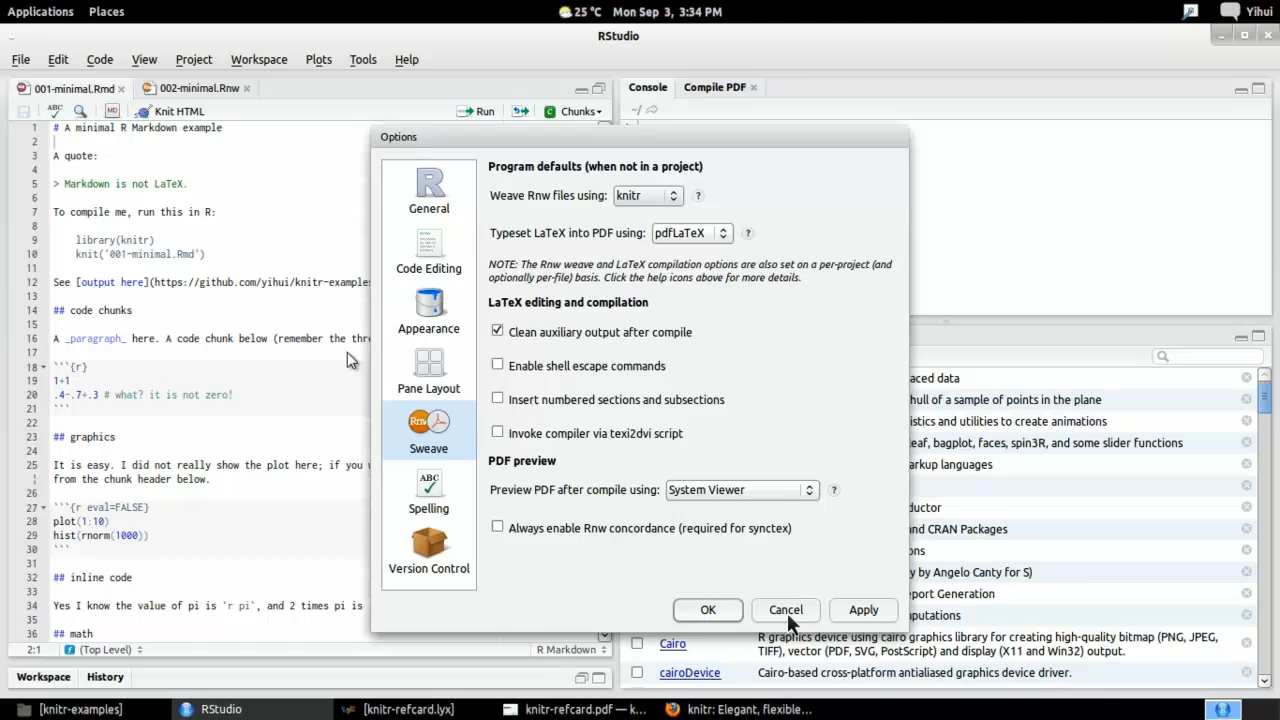 Applications Places 25 °C Mon Sep 3, 3:34 PM Yihui
RStudio
File Edit Code View Project Workspace Plots Tools Help
001-minimal.Rmd 002-minimal.Rnw
ABC MD Knit HTML Run Chunks
1 # A minimal R Markdown example
2
3 A quote:
4
5 > Markdown is not LaTeX.
6
7 To compile me, run this in R:
8
9 library(knitr)
10 knit('001-minimal.Rmd')
11
12 See [output here](https://github.com/yihui/knitr-examples
13
14 ## code chunks
15
16 A _paragraph_ here. A code chunk below (remember the thre
17
18 ```{r}
19 1+1
20 .4-.7+.3 # what? it is not zero!
21 ```
22
23 ## graphics
24
25 It is easy. I did not really show the plot here; if you w
from the chunk header below.
26
27 ```{r eval=FALSE}
28 plot(1:10)
29 hist(rnorm(1000))
30 ```
31
32 ## inline code
33
34 Yes I know the value of pi is `r pi`, and 2 times pi is
35
36 ## math
2:1 (Top Level) R Markdown
Workspace History
Console Compile PDF
~/
Options
General
Code Editing
Appearance
Pane Layout
Rnw
Sweave
ABC
Spelling
Version Control
Program defaults (when not in a project)
Weave Rnw files using: knitr ?
Typeset LaTeX into PDF using: pdfLaTeX ?
NOTE: The Rnw weave and LaTeX compilation options are also set on a per-project (and
optionally per-file) basis. Click the help icons above for more details.
LaTeX editing and compilation
Clean auxiliary output after compile
Enable shell escape commands
Insert numbered sections and subsections
Invoke compiler via texi2dvi script
PDF preview
Preview PDF after compile using: System Viewer ?
Always enable Rnw concordance (required for synctex)
OK Cancel Apply
aced data
hull of a sample of points in the plane
istics and utilities to create animations
eaf, bagplot, faces, spin3R, and some slider functions
arkup languages
ductor
and CRAN Packages
ons
y by Angelo Canty for S)
eport Generation
putations
Cairo R graphics device using cairo graphics library for creating high-quality bitmap (PNG, JPEG,
TIFF), vector (PDF, SVG, PostScript) and display (X11 and Win32) output.
cairoDevice Cairo-based cross-platform antialiased graphics device driver.
[knitr-examples] RStudio [knitr-refcard.lyx] knitr-refcard.pdf — k... knitr: Elegant, flexible...